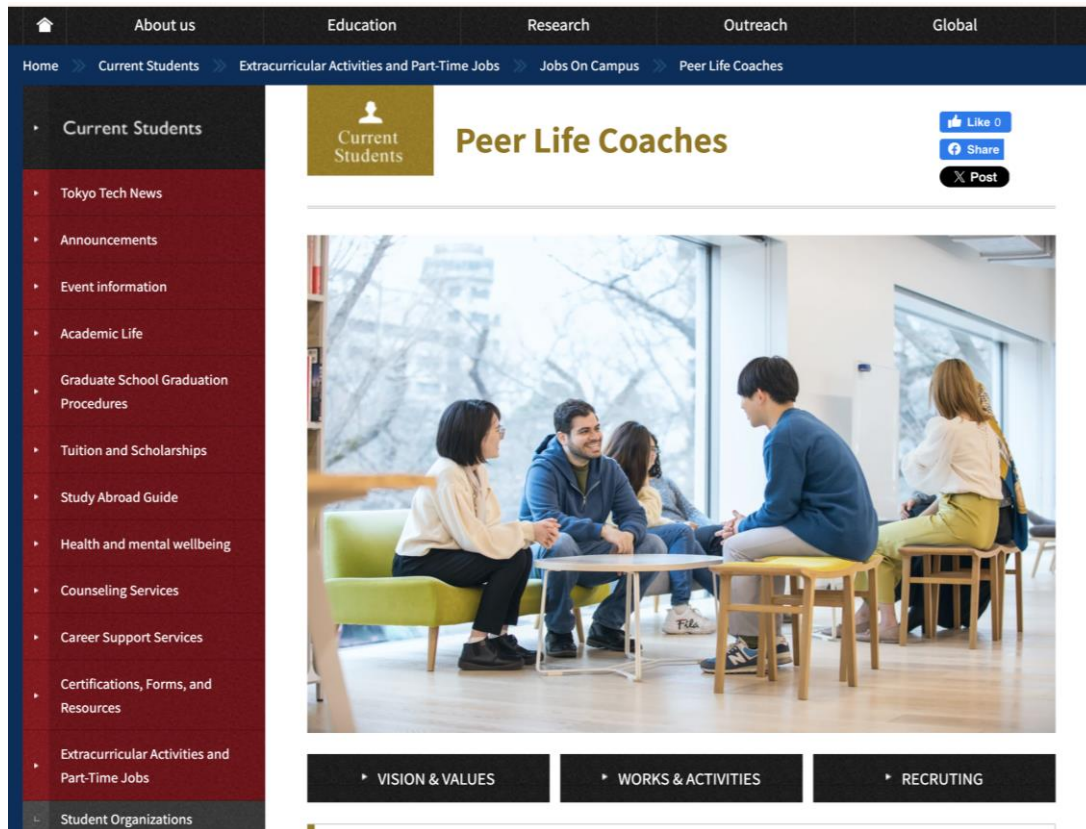 About us
Education
Research
Outreach
Global
Home
Current Students
Extracurricular Activities and Part-Time Jobs
Jobs On Campus
Peer Life Coaches
Current Students
Tokyo Tech News
Announcements
Event information
Academic Life
Graduate School Graduation
Procedures
Tuition and Scholarships
Study Abroad Guide
Health and mental wellbeing
Counseling Services
Career Support Services
Certifications, Forms, and
Resources
Extracurricular Activities and
Part-Time Jobs
Student Organizations
Current
Students
Peer Life Coaches
Like 0
Share
Post
Fila
N
VISION & VALUES
WORKS & ACTIVITIES
RECRUTING